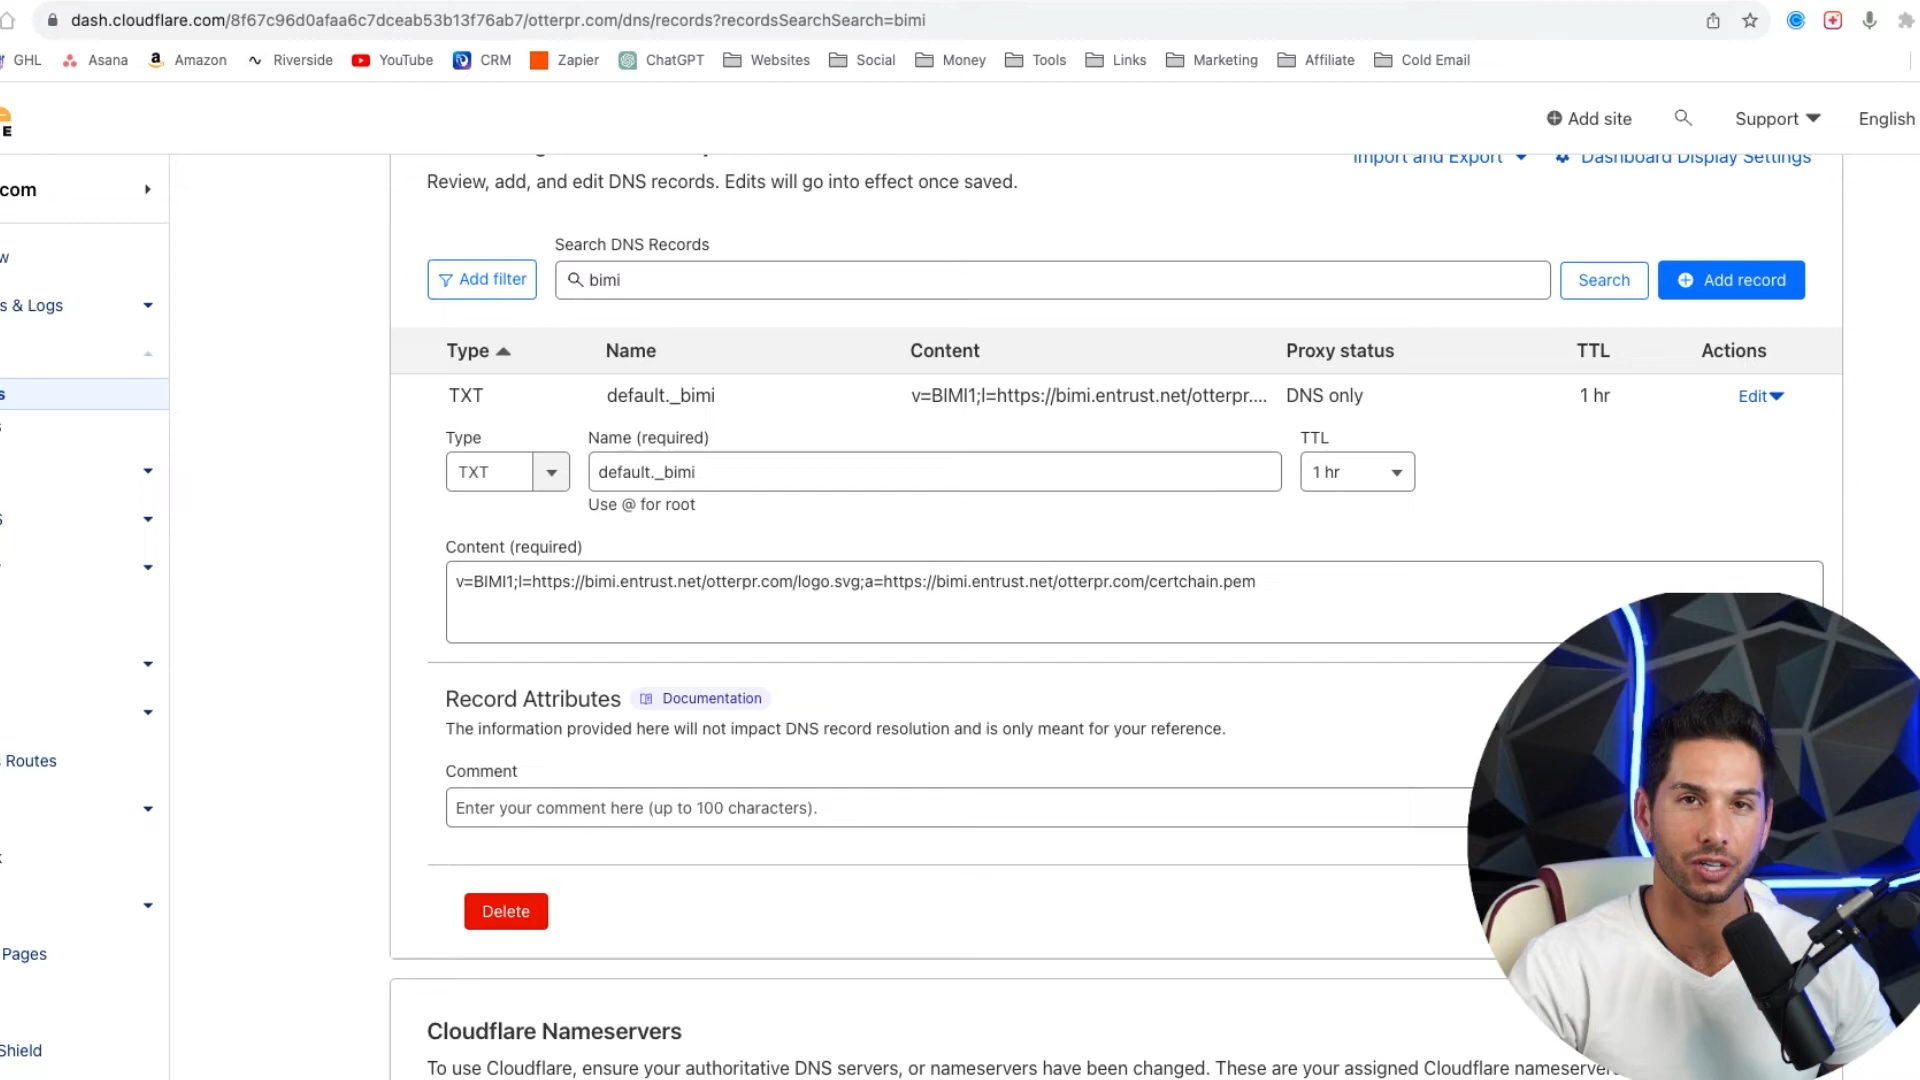 dash.cloudflare.com/8f67c96d0afaa6c7dceab53b13f76ab7/otterpr.com/dns/records?recordsSearchSearch=bimi
GHL Asana Amazon Riverside YouTube CRM Zapier ChatGPT Websites Social Money Tools Links Marketing Affiliate Cold Email
E
Add site Support English
Import and Export Dashboard Display Settings
com
Review, add, and edit DNS records. Edits will go into effect once saved.
Search DNS Records
Add filter bimi Search Add record
w
s & Logs
Type Name Content Proxy status TTL Actions
TXT default._bimi v=BIMI1;l=https://bimi.entrust.net/otterpr.... DNS only 1 hr Edit
s
Type Name (required) TTL
TXT default._bimi 1 hr
Use @ for root
S
Content (required)
v=BIMI1;l=https://bimi.entrust.net/otterpr.com/logo.svg;a=https://bimi.entrust.net/otterpr.com/certchain.pem
Record Attributes Documentation
The information provided here will not impact DNS record resolution and is only meant for your reference.
Routes
Comment
Enter your comment here (up to 100 characters).
Delete
Pages
Cloudflare Nameservers
Shield
To use Cloudflare, ensure your authoritative DNS servers, or nameservers have been changed. These are your assigned Cloudflare nameserver